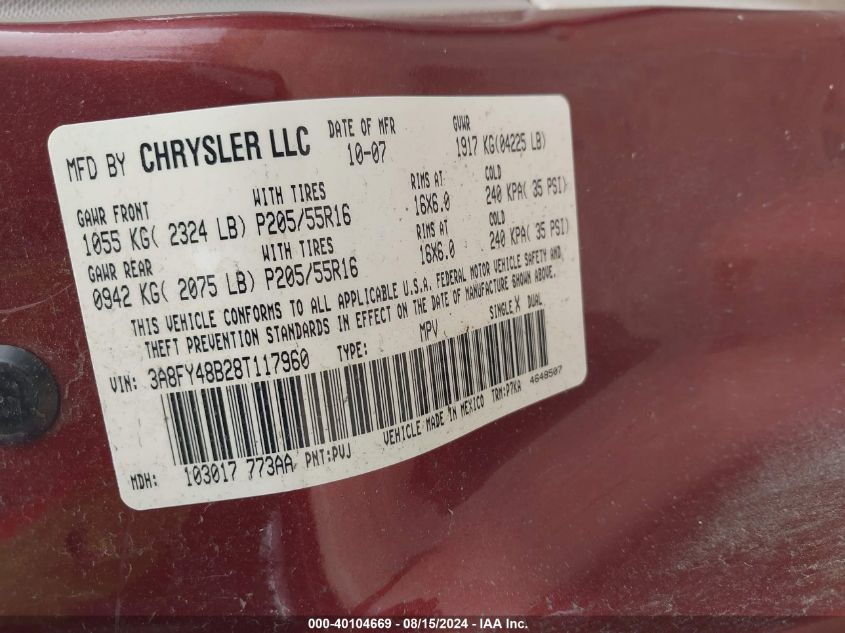 MFD BY CHRYSLER LLC DATE OF MFR GVWR
10-07 1917 KG(04225 LB)
GAWR FRONT WITH TIRES RIMS AT COLD
1055 KG( 2324 LB) P205/55R16 16X6.0 240 KPA( 35 PSI)
GAWR REAR WITH TIRES RIMS AT COLD
0942 KG( 2075 LB) P205/55R16 16X6.0 240 KPA( 35 PSI)
THIS VEHICLE CONFORMS TO ALL APPLICABLE U.S.A. FEDERAL MOTOR VEHICLE SAFETY AND
THEFT PREVENTION STANDARDS IN EFFECT ON THE DATE OF MANUFACTURE SHOWN ABOVE.
VIN: 3A8FY48B28T117960 TYPE: MPV SINGLE X DUAL
MDH: 103017 773AA PNT:PVJ VEHICLE MADE IN MEXICO TRM:P7KA 4648507
000-40104669 - 08/15/2024 - IAA Inc.